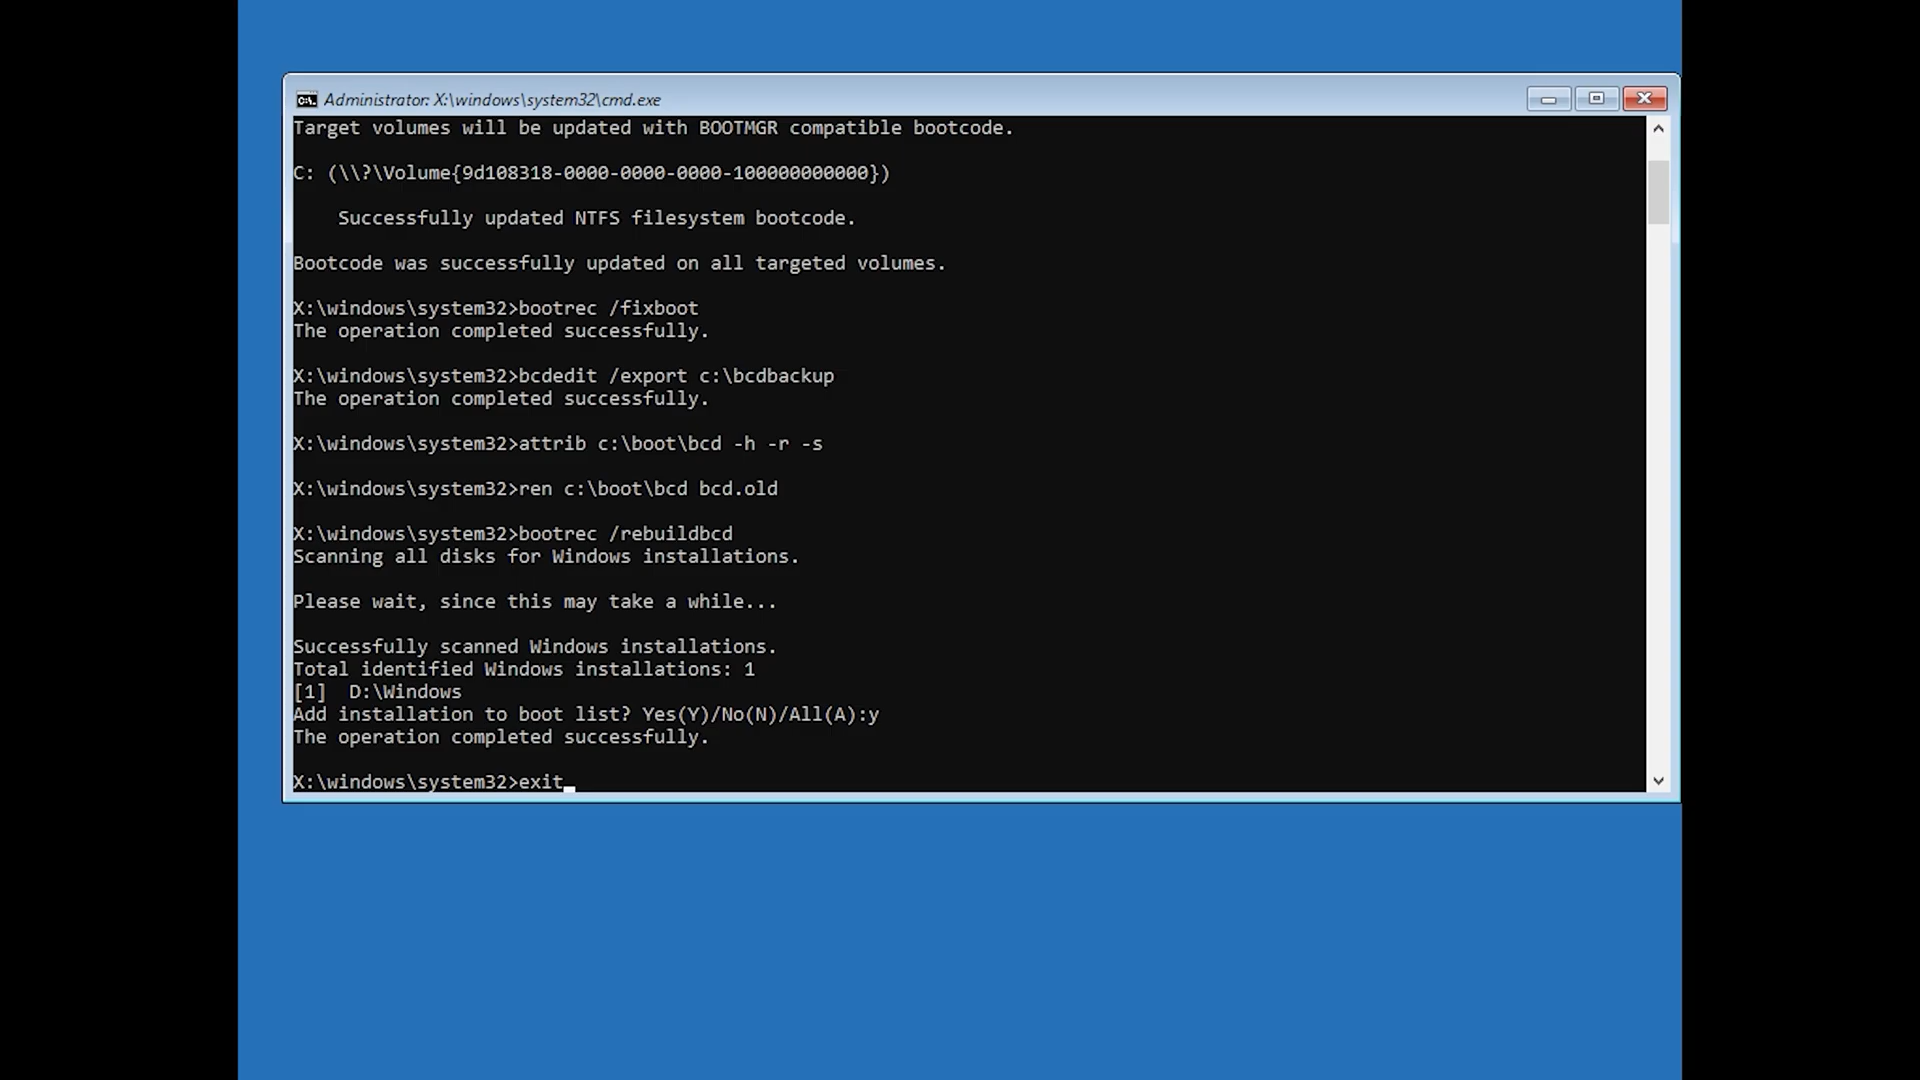 Administrator: X:\windows\system32\cmd.exe
Target volumes will be updated with BOOTMGR compatible bootcode.
C: (\\?\Volume{9d108318-0000-0000-0000-100000000000})
Successfully updated NTFS filesystem bootcode.
Bootcode was successfully updated on all targeted volumes.
X:\windows\system32>bootrec /fixboot
The operation completed successfully.
X:\windows\system32>bcdedit /export c:\bcdbackup
The operation completed successfully.
X:\windows\system32>attrib c:\boot\bcd -h -r -s
X:\windows\system32>ren c:\boot\bcd bcd.old
X:\windows\system32>bootrec /rebuildbcd
Scanning all disks for Windows installations.
Please wait, since this may take a while...
Successfully scanned Windows installations.
Total identified Windows installations: 1
[1]  D:\Windows
Add installation to boot list? Yes(Y)/No(N)/All(A):y
The operation completed successfully.
X:\windows\system32>exit